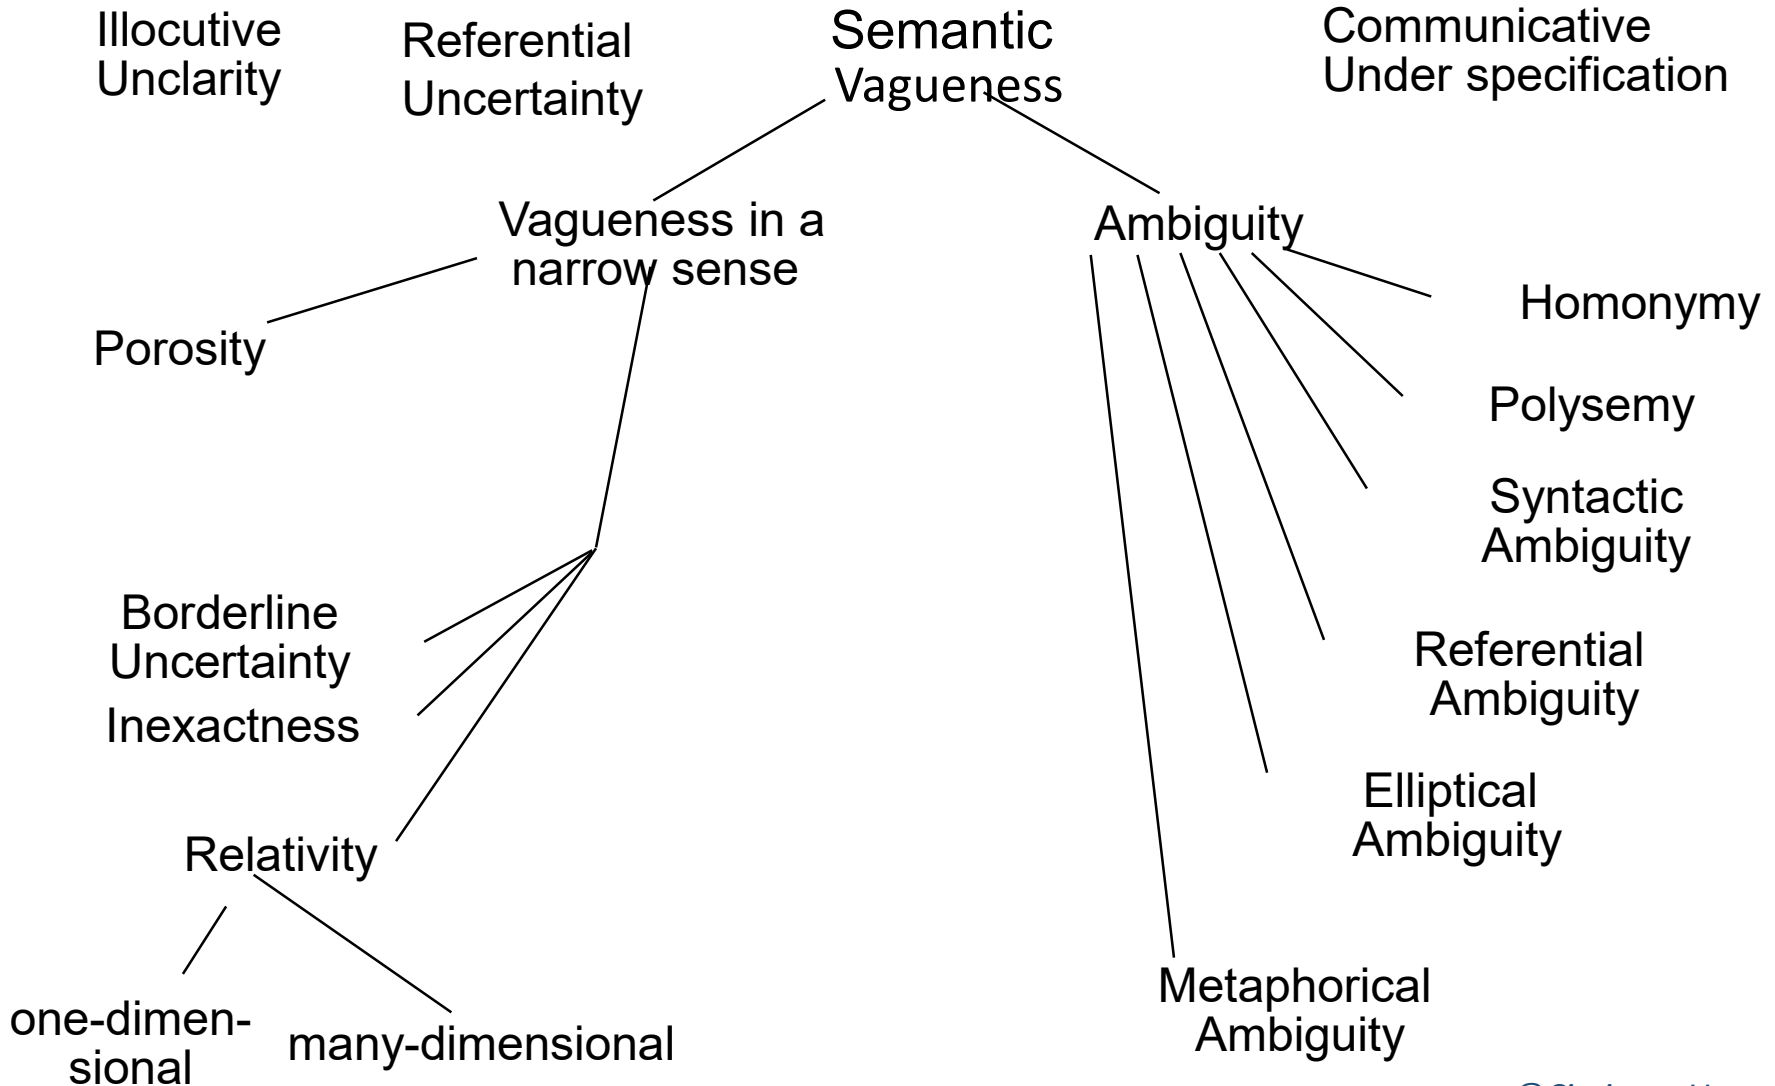 Illocutive
Unclarity
Referential
Uncertainty
Semantic
Vagueness
Communicative
Under specification
Vagueness in a
narrow sense
Ambiguity
Porosity
Homonymy
Polysemy
Syntactic
Ambiguity
Borderline
Uncertainty
Inexactness
Referential
Ambiguity
Elliptical
Ambiguity
Relativity
Metaphorical
Ambiguity
one-dimen-
sional
many-dimensional